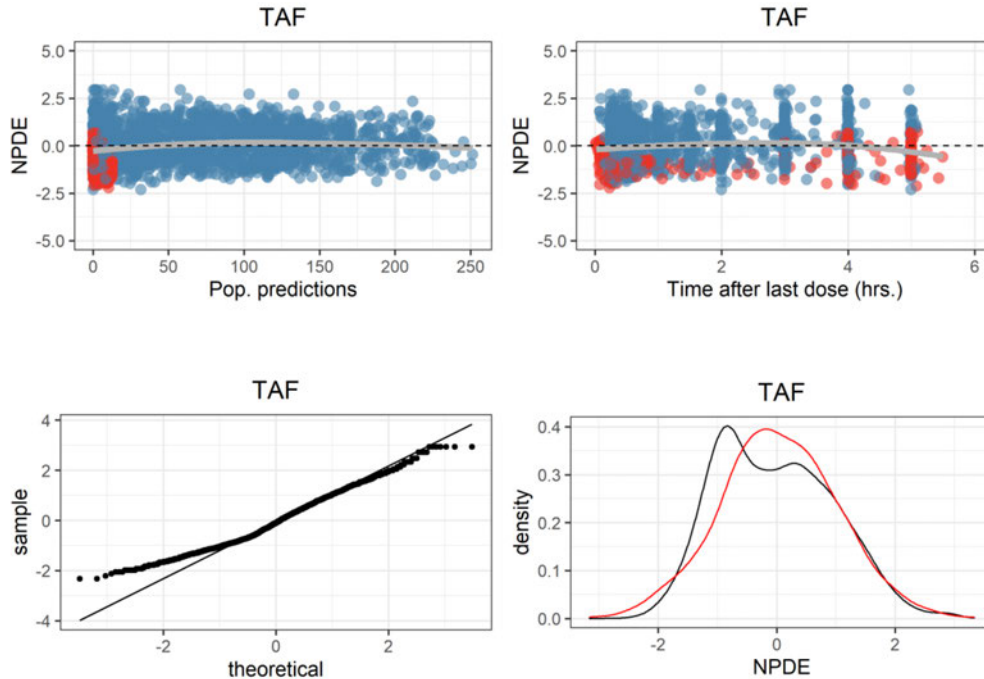 TAF
5.0
2.5
0.0
-2.5
-5.0
NPDE
0 50 100 150 200 250
Pop. predictions
TAF
5.0
2.5
0.0
-2.5
-5.0
NPDE
0 2 4 6
Time after last dose (hrs.)
TAF
4
2
0
-2
-4
sample
-2 0 2
theoretical
TAF
0.4
0.3
0.2
0.1
0.0
density
-2 0 2
NPDE